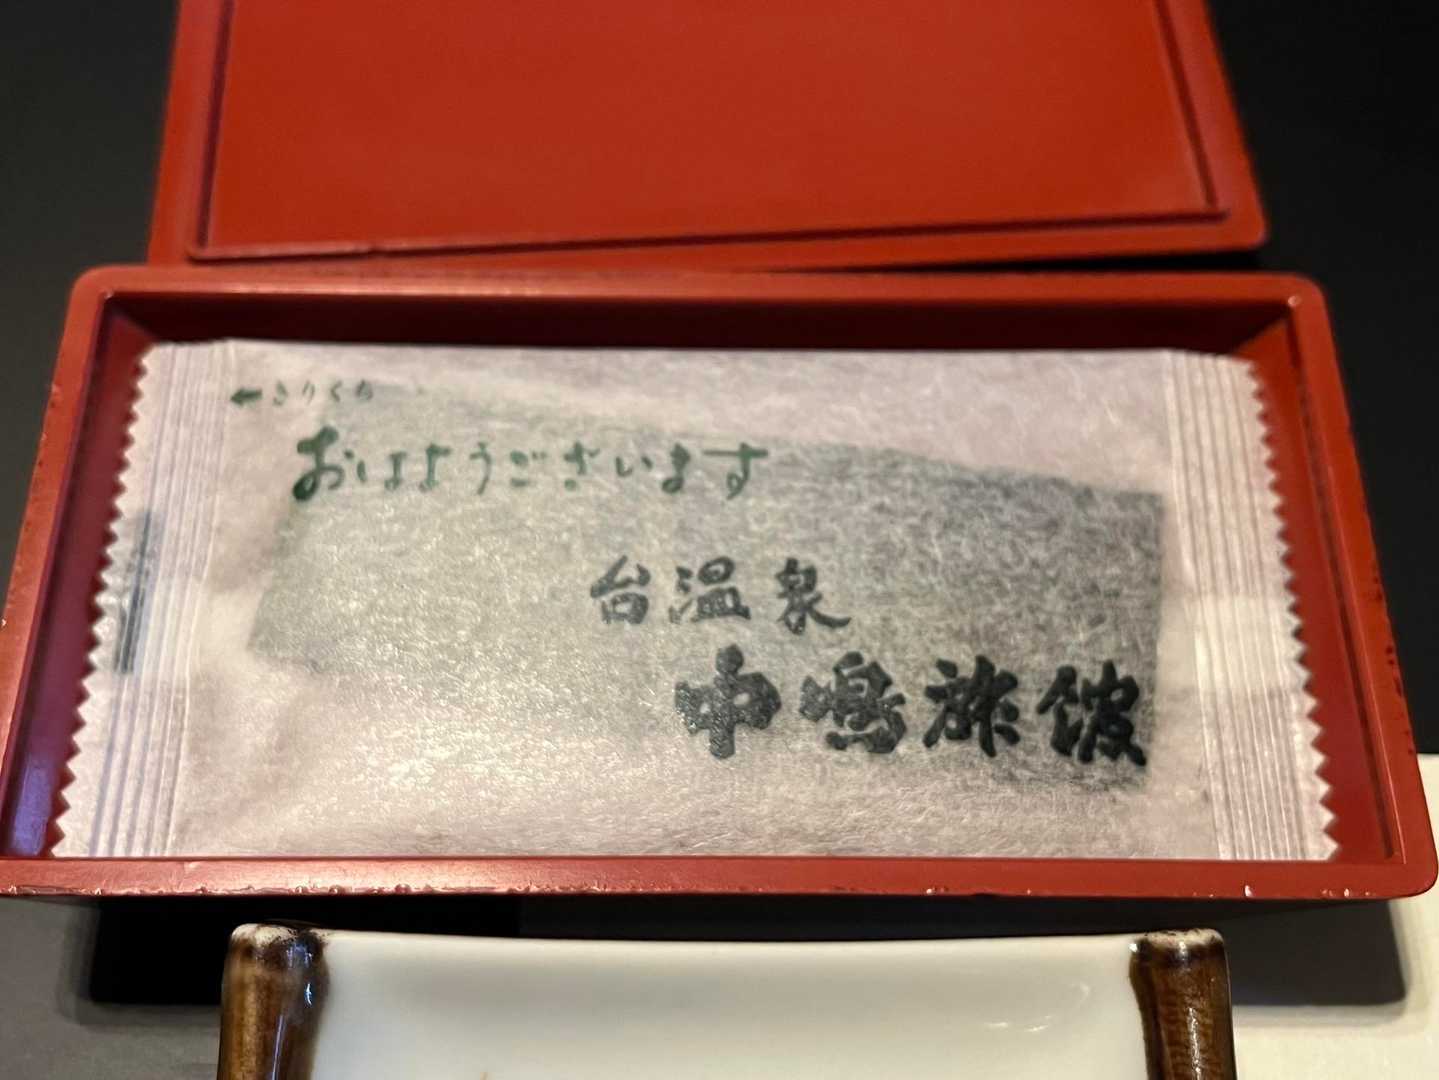 ←きりくち
おはようございます
台温泉
中嶋旅館